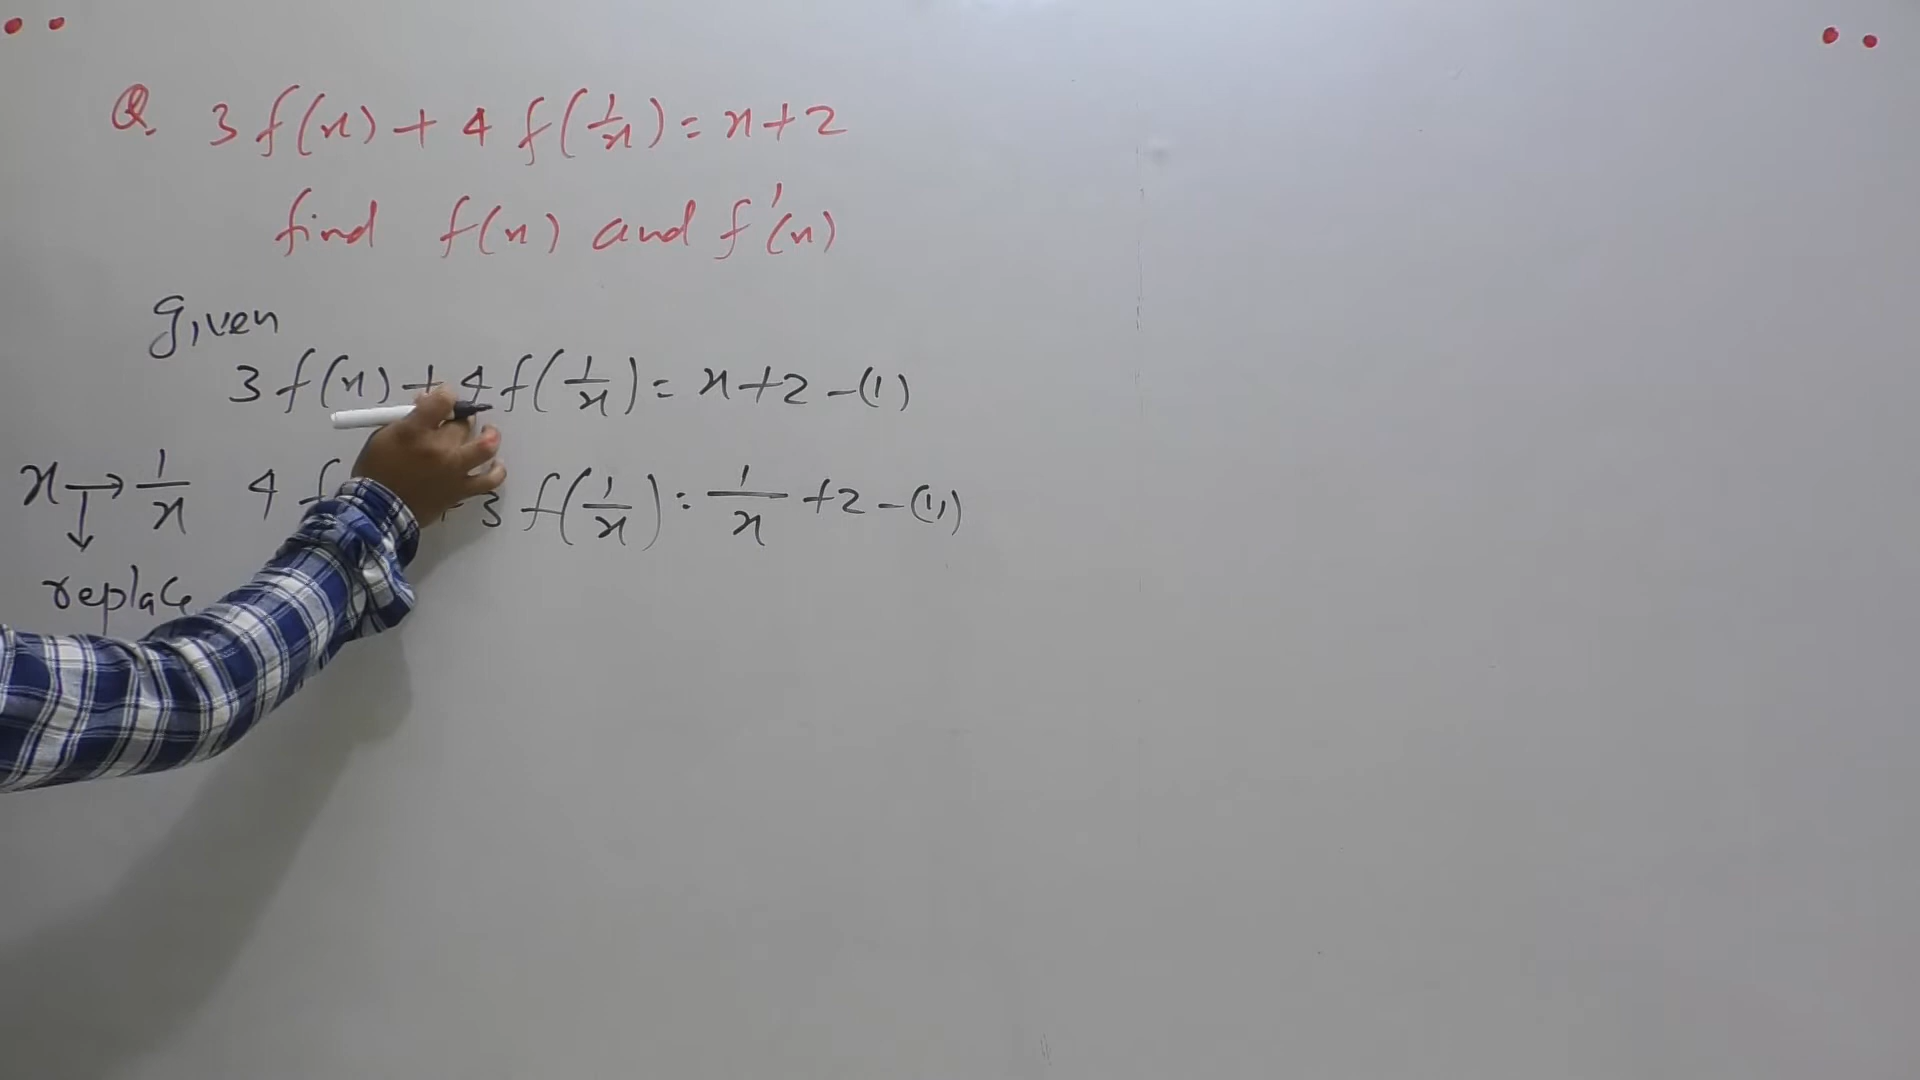 Q. 3 f(x) + 4 f(1/x) = x+2
find f(x) and f'(x)
Given
3 f(x) + 4 f(1/x) = x+2 -(1)
x → 1/x 4 f 3 f(1/x) = 1/x +2 -(11)
replace